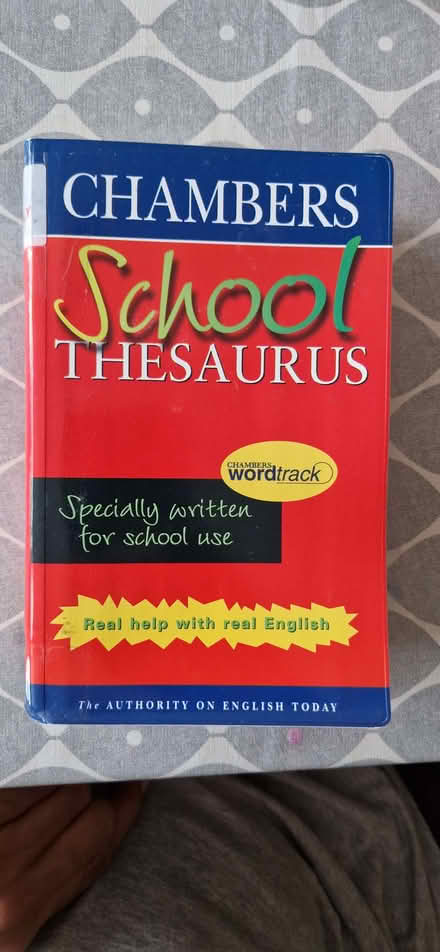 CHAMBERS
School
THESAURUS
CHAMBERS
wordtrack
Specially written
for school use
Real help with real English
The AUTHORITY ON ENGLISH TODAY